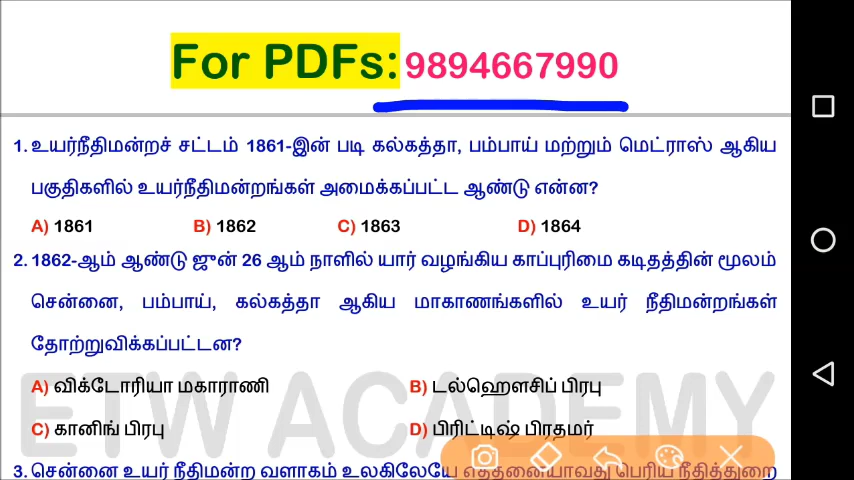 For PDFs: 9894667990
1. உயர்நீதிமன்றச் சட்டம் 1861-இன் படி கல்கத்தா, பம்பாய் மற்றும் மெட்ராஸ் ஆகிய
பகுதிகளில் உயர்நீதிமன்றங்கள் அமைக்கப்பட்ட ஆண்டு என்ன?
A) 1861 B) 1862 C) 1863 D) 1864
2. 1862-ஆம் ஆண்டு ஜுன் 26 ஆம் நாளில் யார் வழங்கிய காப்புரிமை கடிதத்தின் மூலம்
சென்னை, பம்பாய், கல்கத்தா ஆகிய மாகாணங்களில் உயர் நீதிமன்றங்கள்
தோற்றுவிக்கப்பட்டன?
A) விக்டோரியா மகாராணி B) டல்ஹௌசிப் பிரபு
ETW ACADEMY
C) கானிங் பிரபு D) பிரிட்டிஷ் பிரதமர்
3. சென்னை உயர் நீதிமன்ற வளாகம் உலகிலேயே எத்தனையாவது பெரிய நீதித்துறை